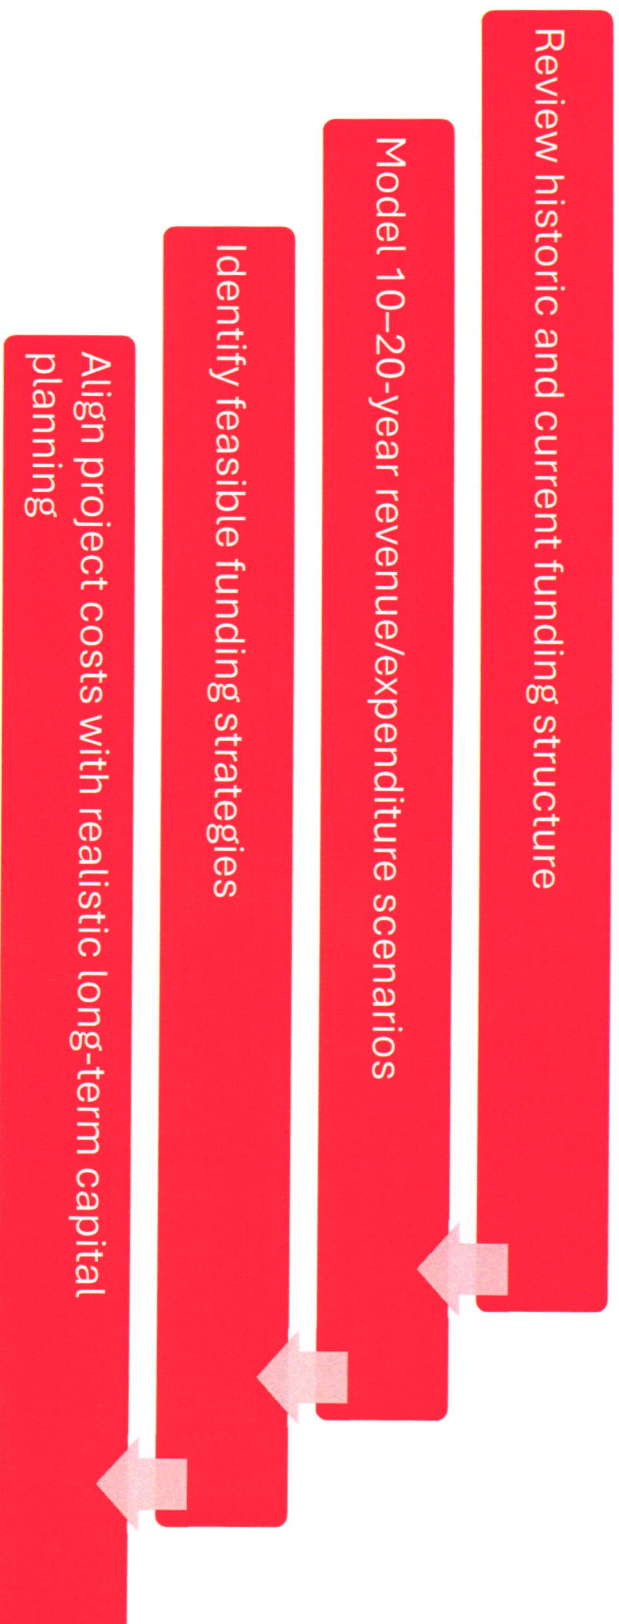 Review historic and current funding structure
Model 10–20-year revenue/expenditure scenarios
Identify feasible funding strategies
Align project costs with realistic long-term capital
planning